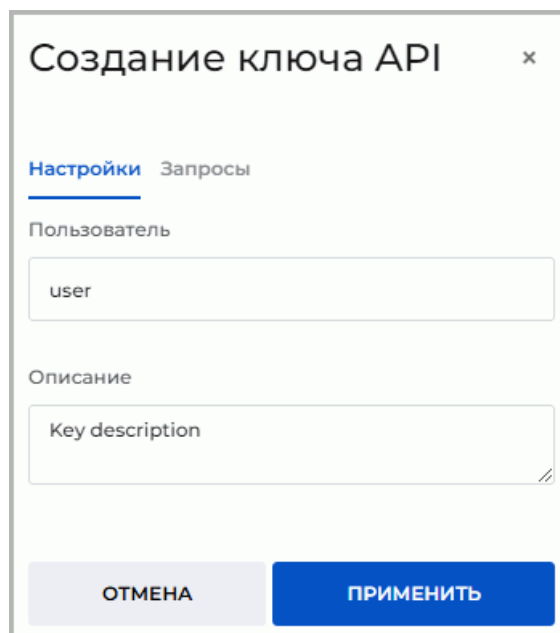 Создание ключа API ×
Настройки Запросы
Пользователь
user
Описание
Key description
ОТМЕНА ПРИМЕНИТЬ